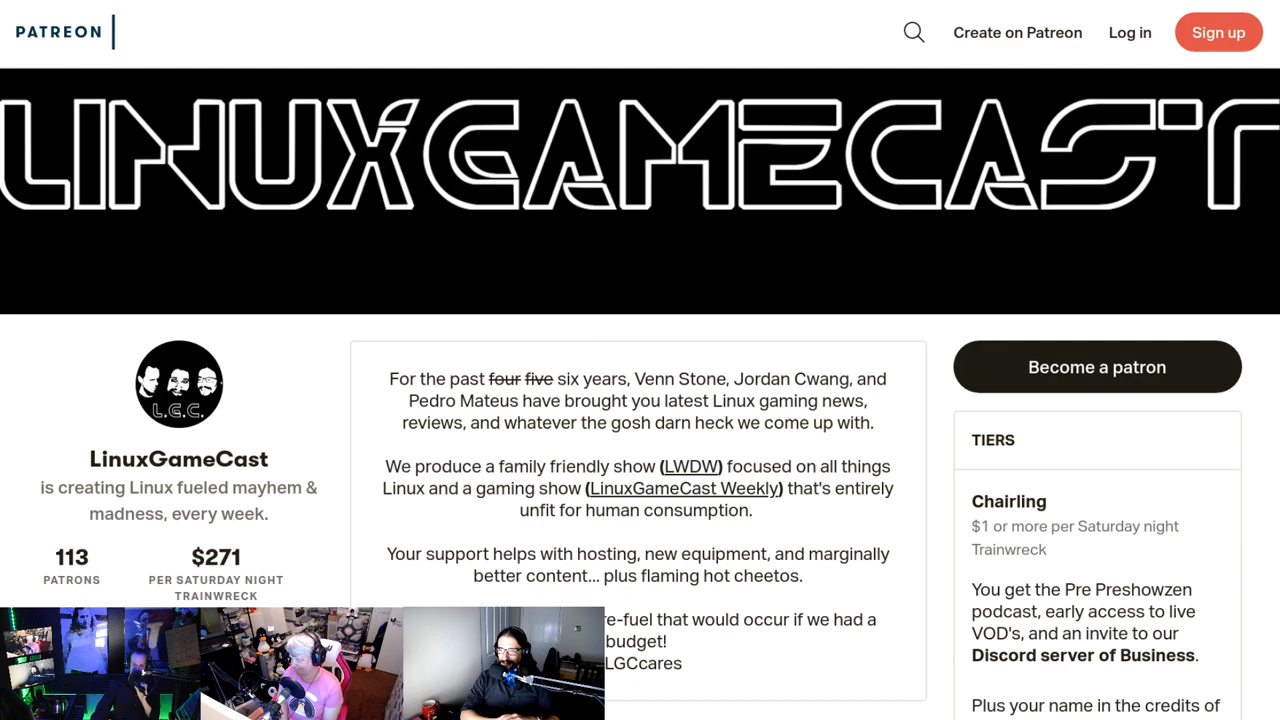 PATREON
Create on Patreon
Log in
Sign up
LINUXGAMECAST
L.G.C.
LinuxGameCast
is creating Linux fueled mayhem &
madness, every week.
113
PATRONS
$271
PER SATURDAY NIGHT
TRAINWRECK
For the past four five six years, Venn Stone, Jordan Cwang, and
Pedro Mateus have brought you latest Linux gaming news,
reviews, and whatever the gosh darn heck we come up with.
We produce a family friendly show (LWDW) focused on all things
Linux and a gaming show (LinuxGameCast Weekly) that's entirely
unfit for human consumption.
Your support helps with hosting, new equipment, and marginally
better content... plus flaming hot cheetos.
re-fuel that would occur if we had a
budget!
LGCcares
Become a patron
TIERS
Chairling
$1 or more per Saturday night
Trainwreck
You get the Pre Preshowzen
podcast, early access to live
VOD's, and an invite to our
Discord server of Business.
Plus your name in the credits of